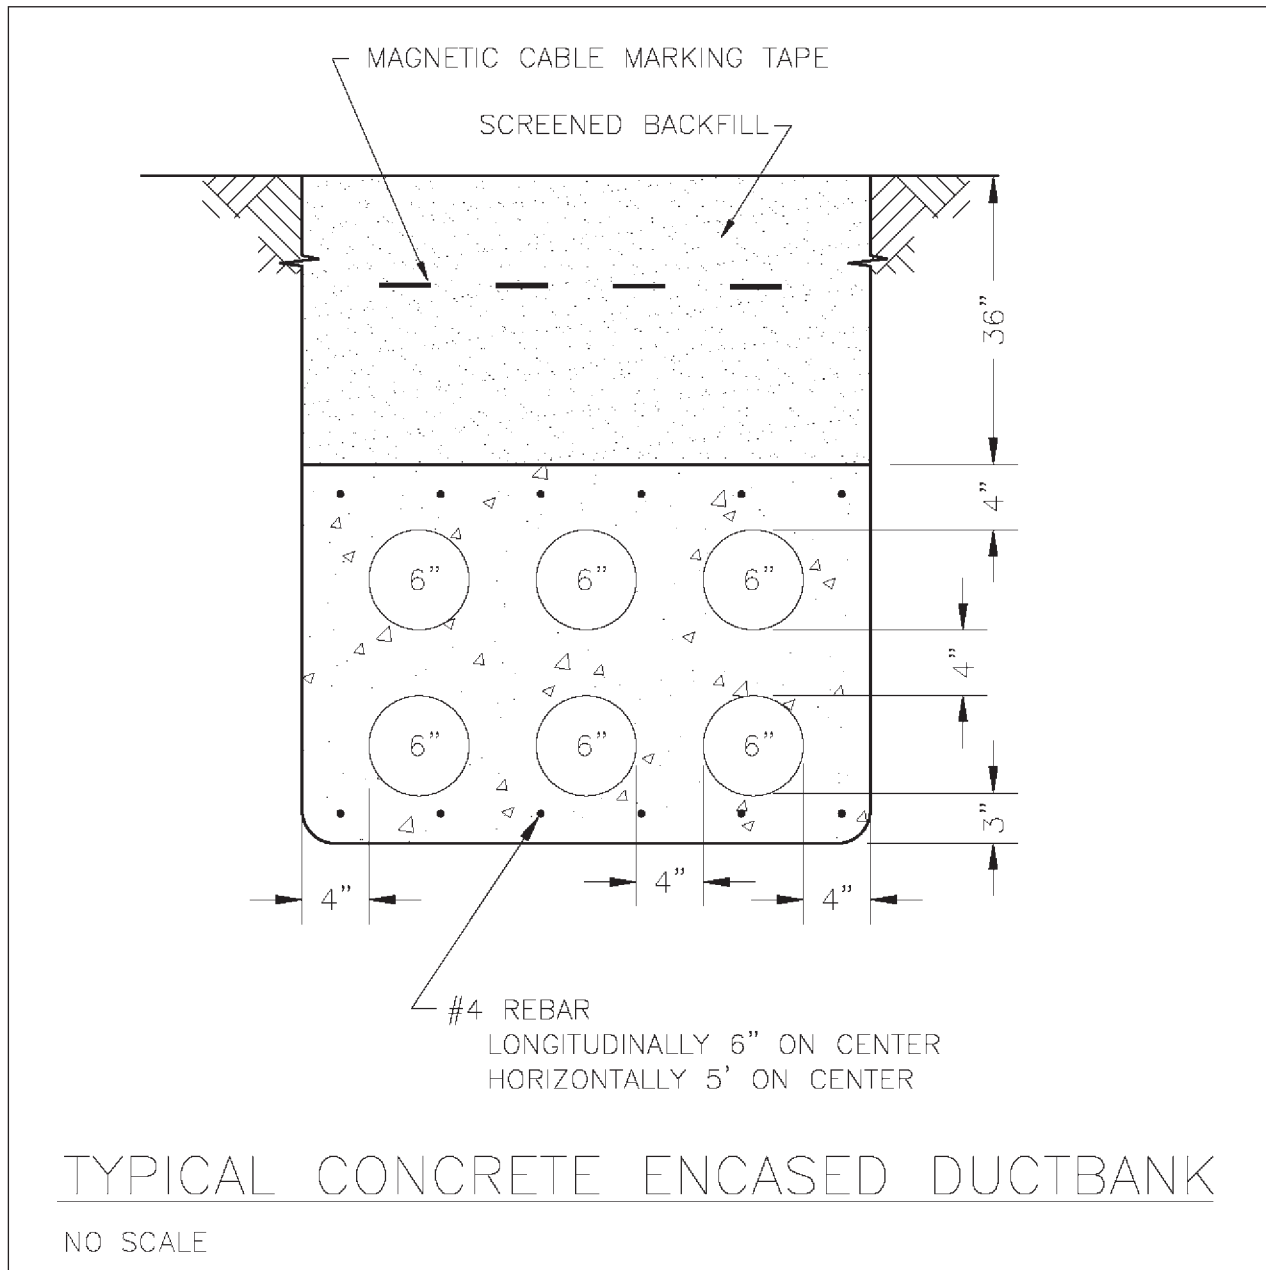 MAGNETIC CABLE MARKING TAPE
SCREENED BACKFILL
36”
4”
6” 6” 6”
4”
6” 6” 6”
3”
4” 4” 4”
#4 REBAR
LONGITUDINALLY 6” ON CENTER
HORIZONTALLY 5’ ON CENTER
TYPICAL CONCRETE ENCASED DUCTBANK
NO SCALE